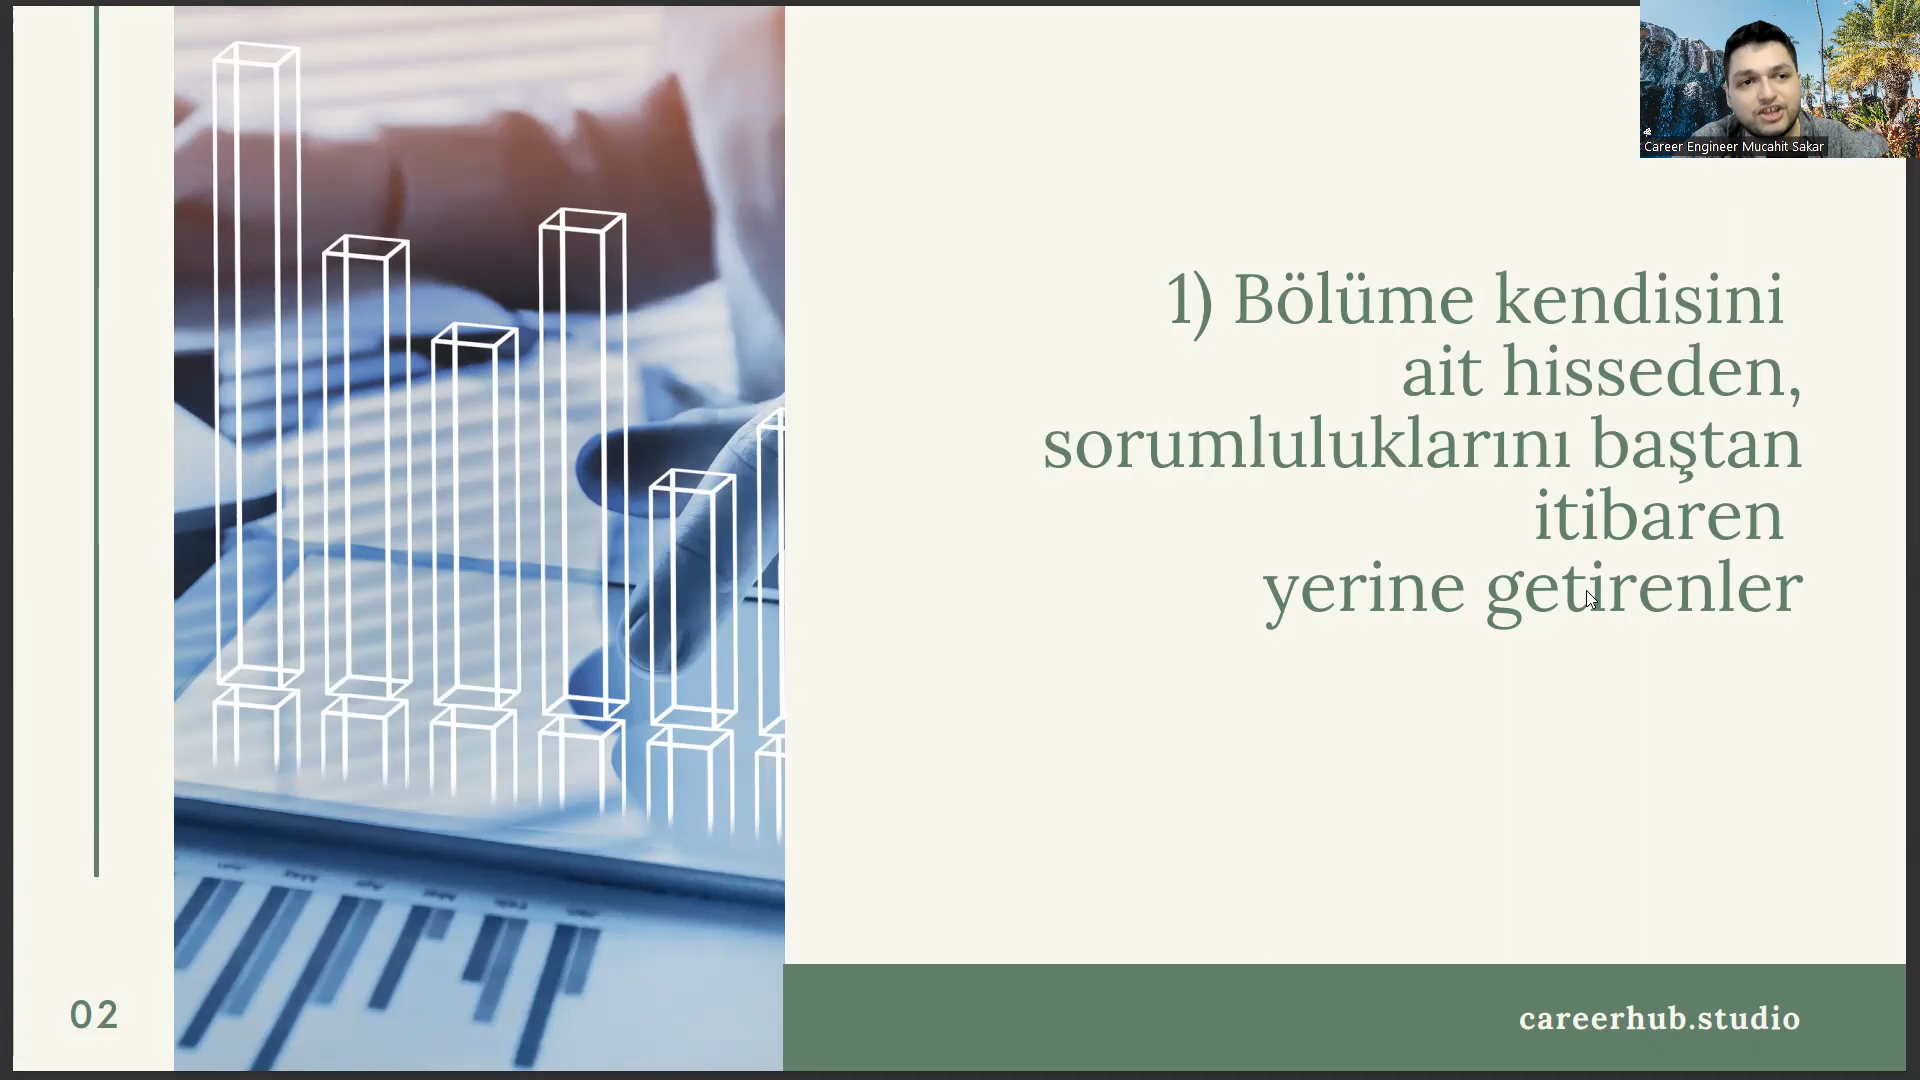 Career Engineer Mucahit Sakar
1) Bölüme kendisini
ait hisseden,
sorumluluklarını baştan
itibaren
yerine getirenler
02
careerhub.studio